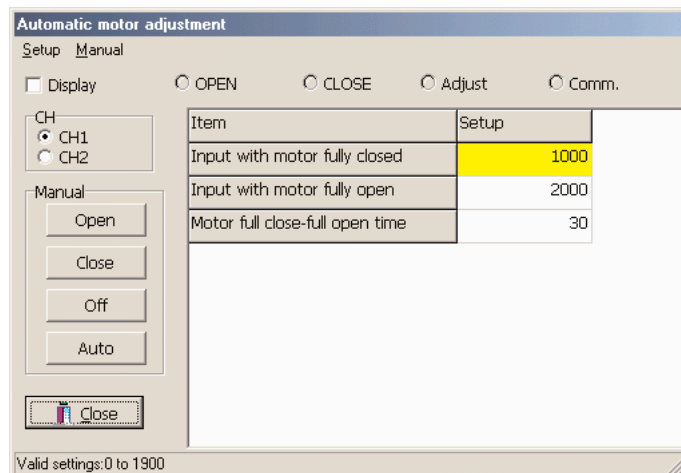 Automatic motor adjustment
Setup Manual
Display OPEN CLOSE Adjust Comm.
CH
CH1
CH2
Item Setup
Input with motor fully closed 1000
Input with motor fully open 2000
Motor full close-full open time 30
Manual
Open
Close
Off
Auto
Close
Valid settings:0 to 1900